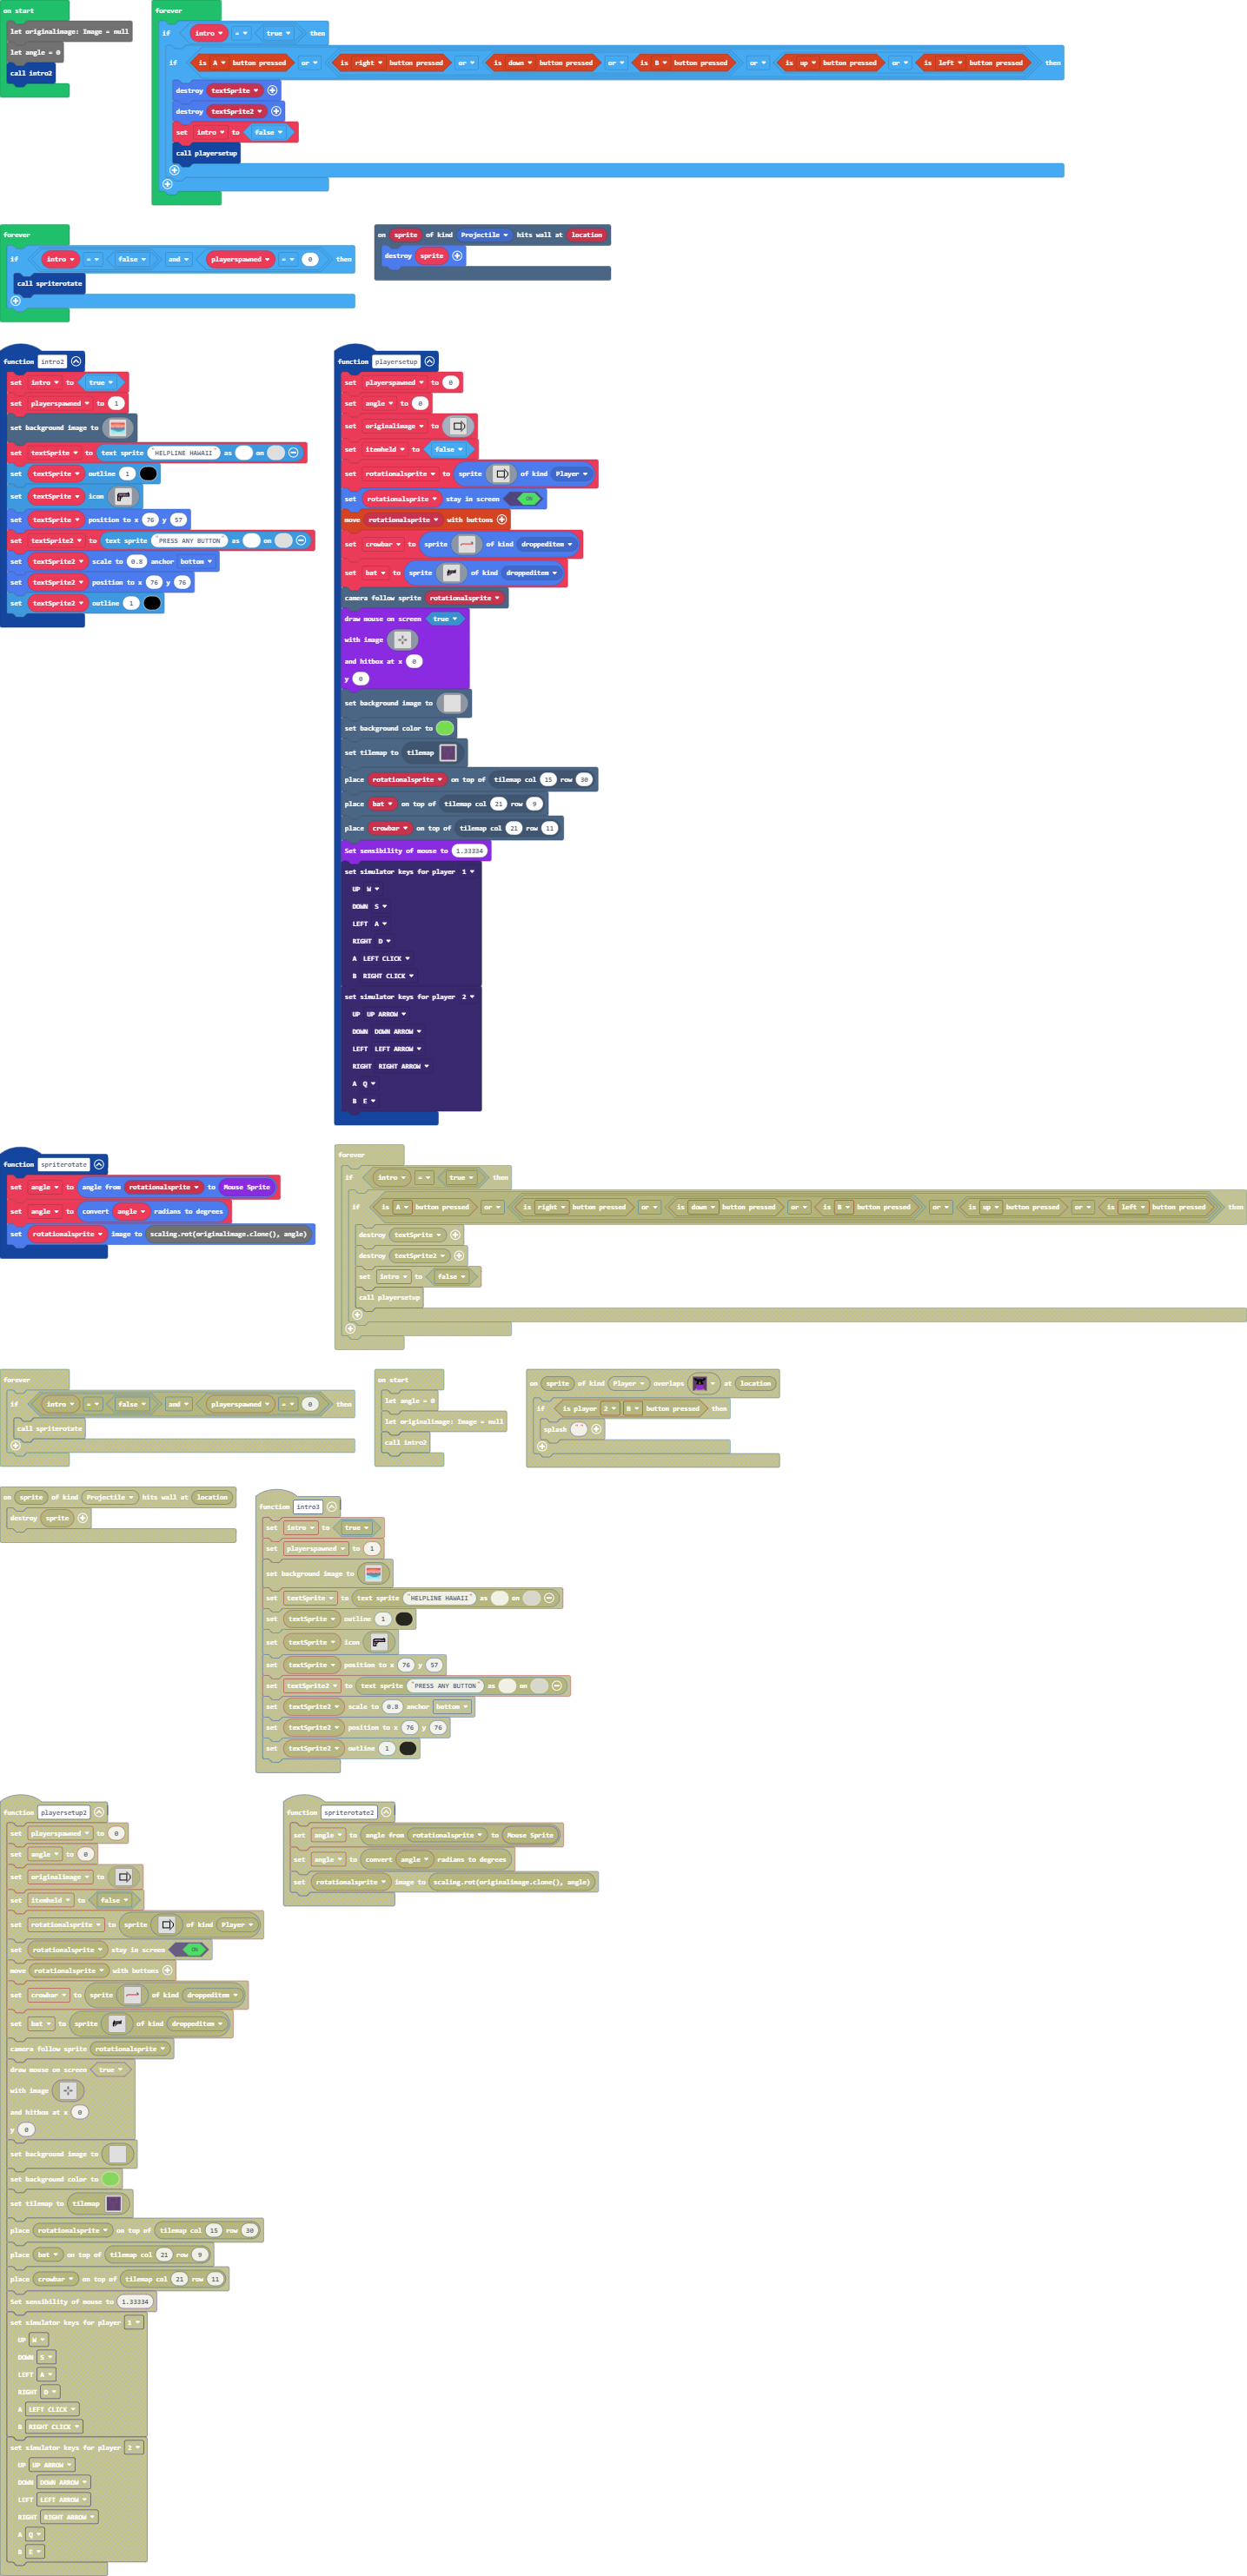 on start
let originalimage: Image = null
let angle = 0
call intro2
forever
if intro = true then
if is A button pressed or is right button pressed or is down button pressed or is B button pressed or is up button pressed or is left button pressed then
destroy textSprite
destroy textSprite2
set intro to false
call playersetup
forever
if intro = false and playerspawned = 0 then
call spriterotate
on sprite of kind Projectile hits wall at location
destroy sprite
function intro2
set intro to true
set playerspawned to 1
set background image to
set textSprite to text sprite "HELPLINE HAWAII" as on
set textSprite outline 1
set textSprite icon
set textSprite position to x 76 y 57
set textSprite2 to text sprite "PRESS ANY BUTTON" as on
set textSprite2 scale to 0.8 anchor bottom
set textSprite2 position to x 76 y 76
set textSprite2 outline 1
function playersetup
set playerspawned to 0
set angle to 0
set originalimage to
set itemheld to false
set rotationalsprite to sprite of kind Player
set rotationalsprite stay in screen ON
move rotationalsprite with buttons
set crowbar to sprite of kind droppeditem
set bat to sprite of kind droppeditem
camera follow sprite rotationalsprite
draw mouse on screen true
with image
and hitbox at x 0
y 0
set background image to
set background color to
set tilemap to tilemap
place rotationalsprite on top of tilemap col 15 row 30
place bat on top of tilemap col 21 row 9
place crowbar on top of tilemap col 21 row 11
Set sensibility of mouse to 1.33334
set simulator keys for player 1
UP W
DOWN S
LEFT A
RIGHT D
A LEFT CLICK
B RIGHT CLICK
set simulator keys for player 2
UP UP ARROW
DOWN DOWN ARROW
LEFT LEFT ARROW
RIGHT RIGHT ARROW
A Q
B E
function spriterotate
set angle to angle from rotationalsprite to Mouse Sprite
set angle to convert angle radians to degrees
set rotationalsprite image to scaling.rot(originalimage.clone(), angle)
forever
if intro = true then
if is A button pressed or is right button pressed or is down button pressed or is B button pressed or is up button pressed or is left button pressed then
destroy textSprite
destroy textSprite2
set intro to false
call playersetup
forever
if intro = false and playerspawned = 0 then
call spriterotate
on start
let angle = 0
let originalimage: Image = null
call intro2
on sprite of kind Player overlaps at location
if is player 2 B button pressed then
splash " "
on sprite of kind Projectile hits wall at location
destroy sprite
function intro3
set intro to true
set playerspawned to 1
set background image to
set textSprite to text sprite "HELPLINE HAWAII" as on
set textSprite outline 1
set textSprite icon
set textSprite position to x 76 y 57
set textSprite2 to text sprite "PRESS ANY BUTTON" as on
set textSprite2 scale to 0.8 anchor bottom
set textSprite2 position to x 76 y 76
set textSprite2 outline 1
function playersetup2
set playerspawned to 0
set angle to 0
set originalimage to
set itemheld to false
set rotationalsprite to sprite of kind Player
set rotationalsprite stay in screen ON
move rotationalsprite with buttons
set crowbar to sprite of kind droppeditem
set bat to sprite of kind droppeditem
camera follow sprite rotationalsprite
draw mouse on screen true
with image
and hitbox at x 0
y 0
set background image to
set background color to
set tilemap to tilemap
place rotationalsprite on top of tilemap col 15 row 30
place bat on top of tilemap col 21 row 9
place crowbar on top of tilemap col 21 row 11
Set sensibility of mouse to 1.33334
set simulator keys for player 1
UP W
DOWN S
LEFT A
RIGHT D
A LEFT CLICK
B RIGHT CLICK
set simulator keys for player 2
UP UP ARROW
DOWN DOWN ARROW
LEFT LEFT ARROW
RIGHT RIGHT ARROW
A Q
B E
function spriterotate2
set angle to angle from rotationalsprite to Mouse Sprite
set angle to convert angle radians to degrees
set rotationalsprite image to scaling.rot(originalimage.clone(), angle)